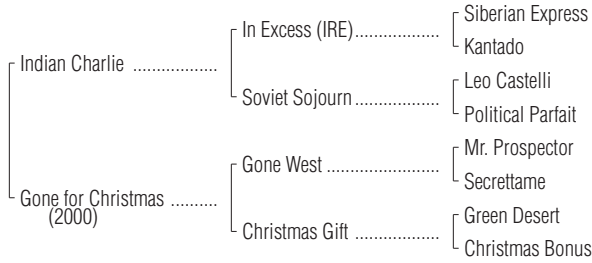 Siberian Express
In Excess (IRE)..................
Kantado
Indian Charlie ..................
Leo Castelli
Soviet Sojourn..................
Political Parfait
Mr. Prospector
Gone West ........................
Secrettame
Gone for Christmas ..........
(2000)
Green Desert
Christmas Gift ..................
Christmas Bonus